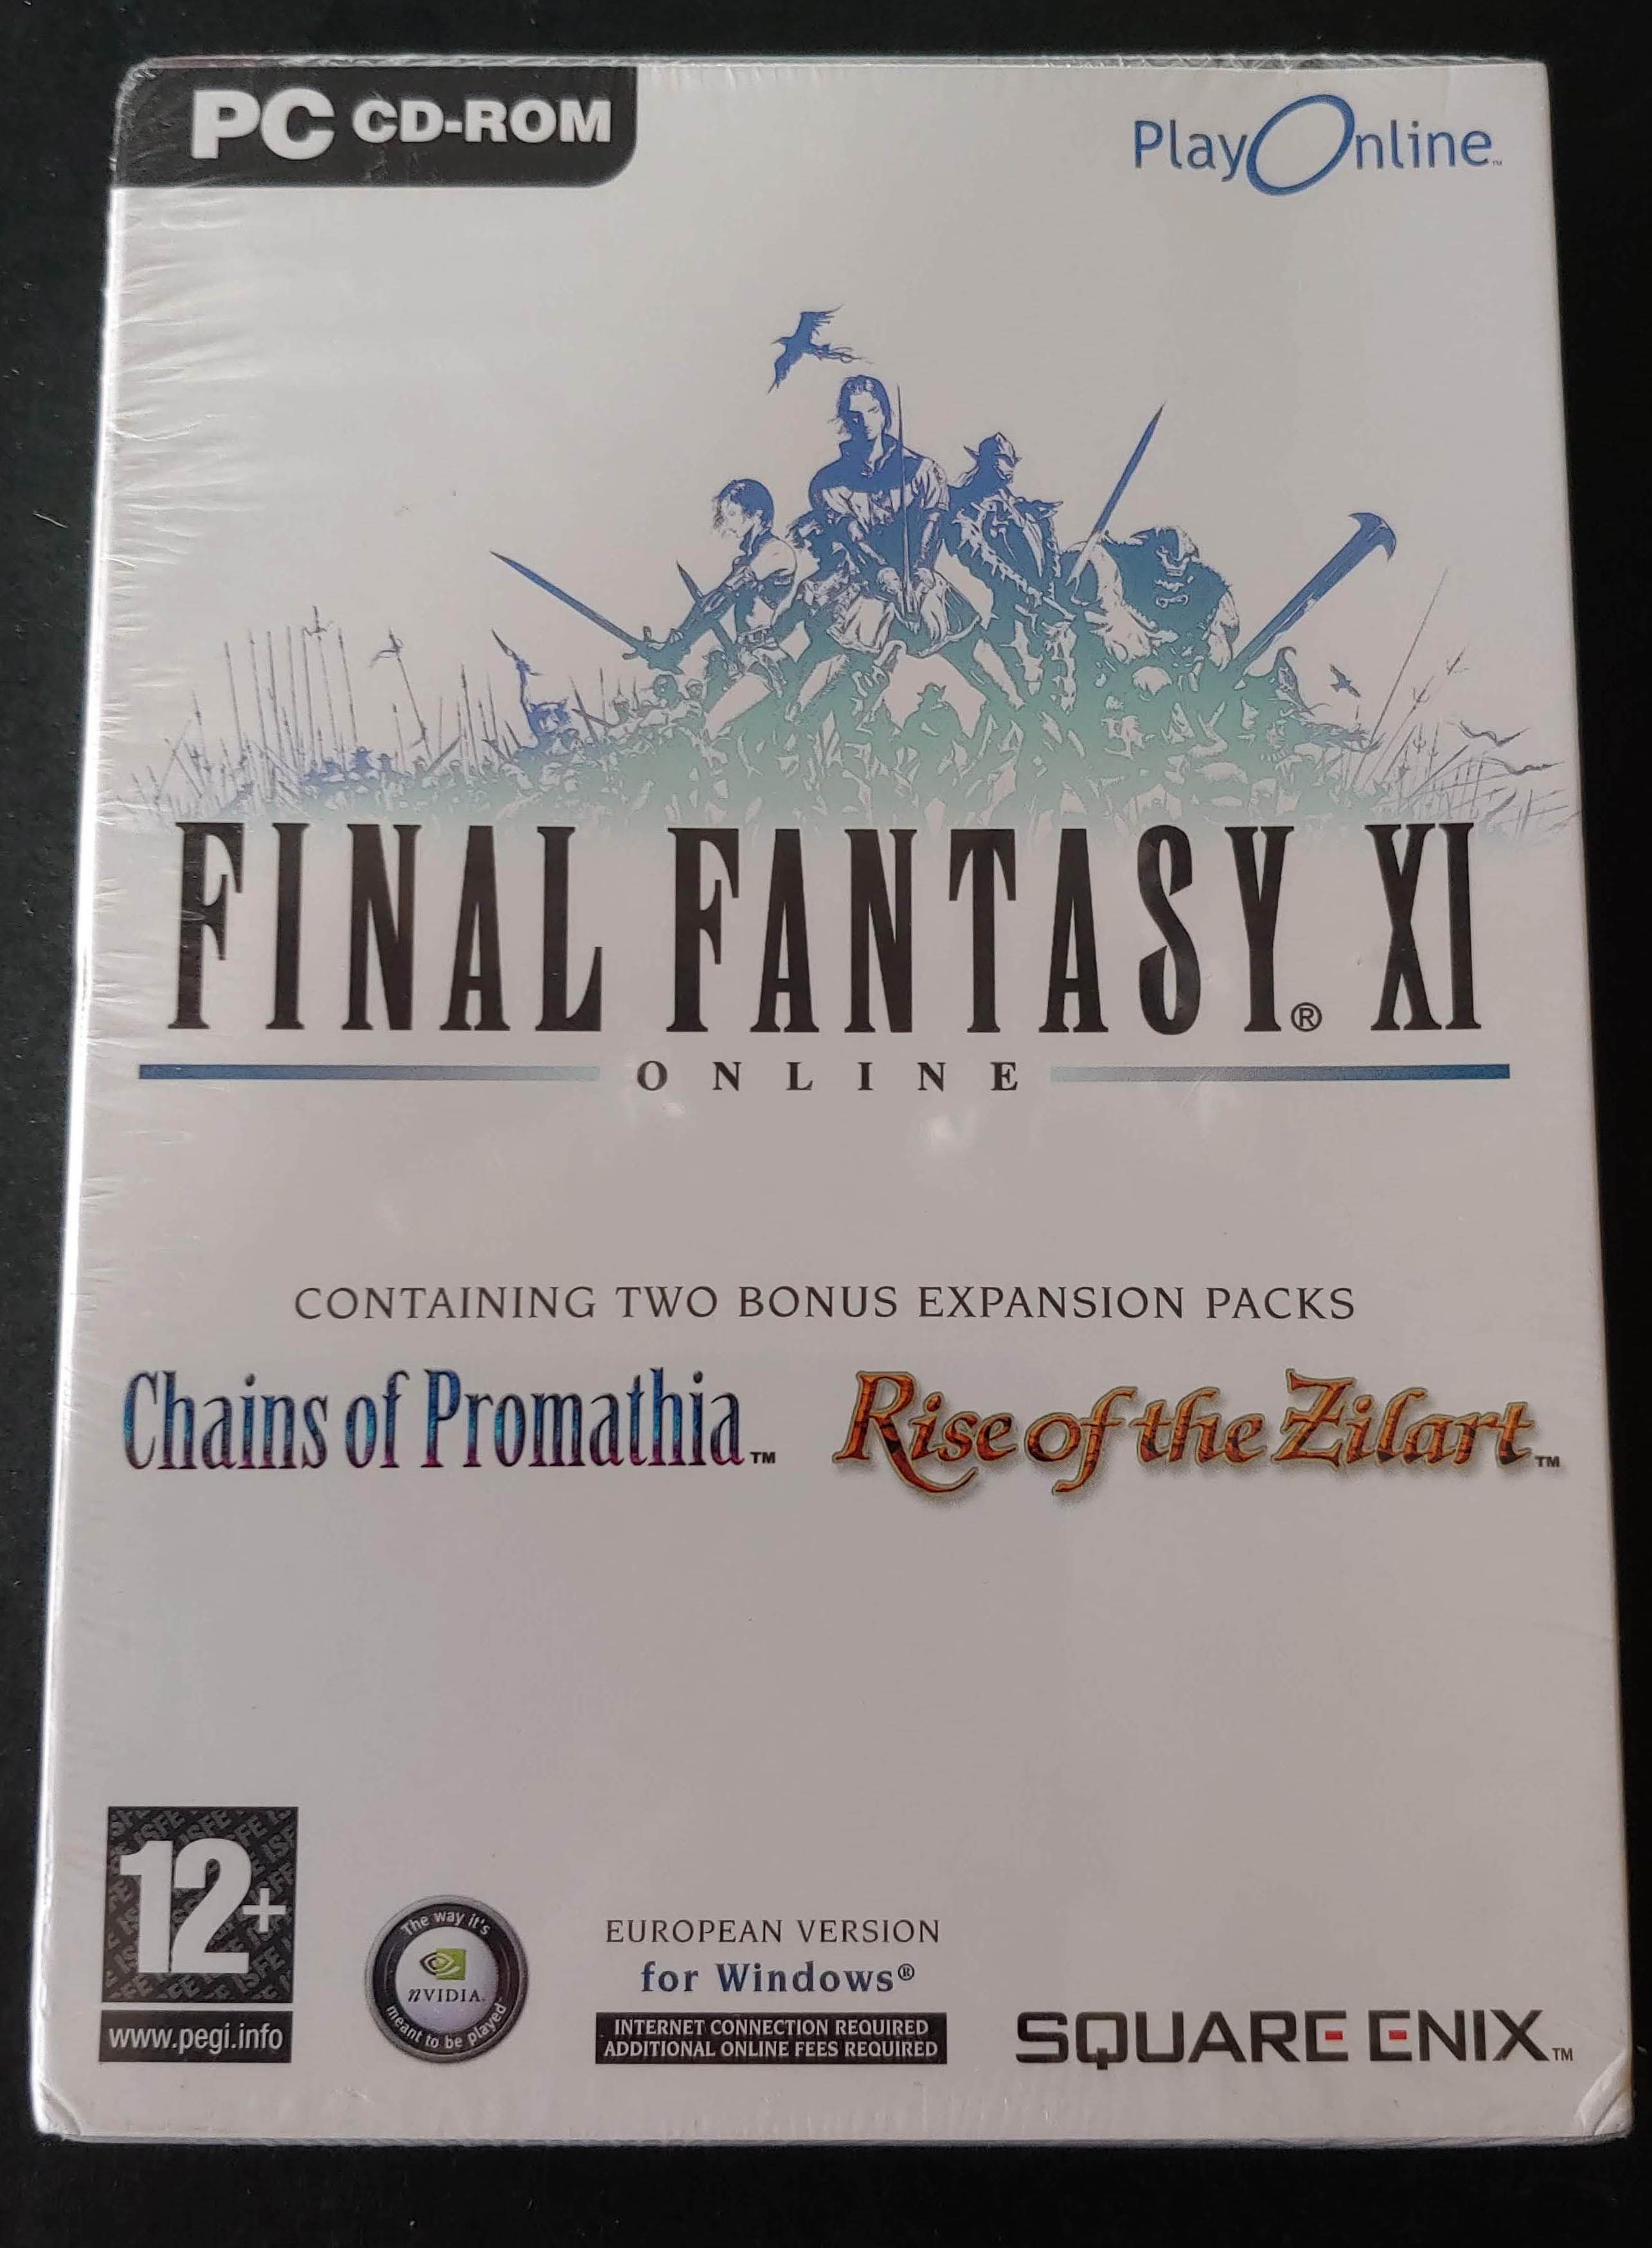 PC CD-ROM
PlayOnline™
FINAL FANTASY® XI
ONLINE
CONTAINING TWO BONUS EXPANSION PACKS
Chains of Promathia™
Rise of the Zilart™
12+
www.pegi.info
The way it's
nVIDIA.
meant to be played
EUROPEAN VERSION
for Windows®
INTERNET CONNECTION REQUIRED
ADDITIONAL ONLINE FEES REQUIRED
SQUARE ENIX™